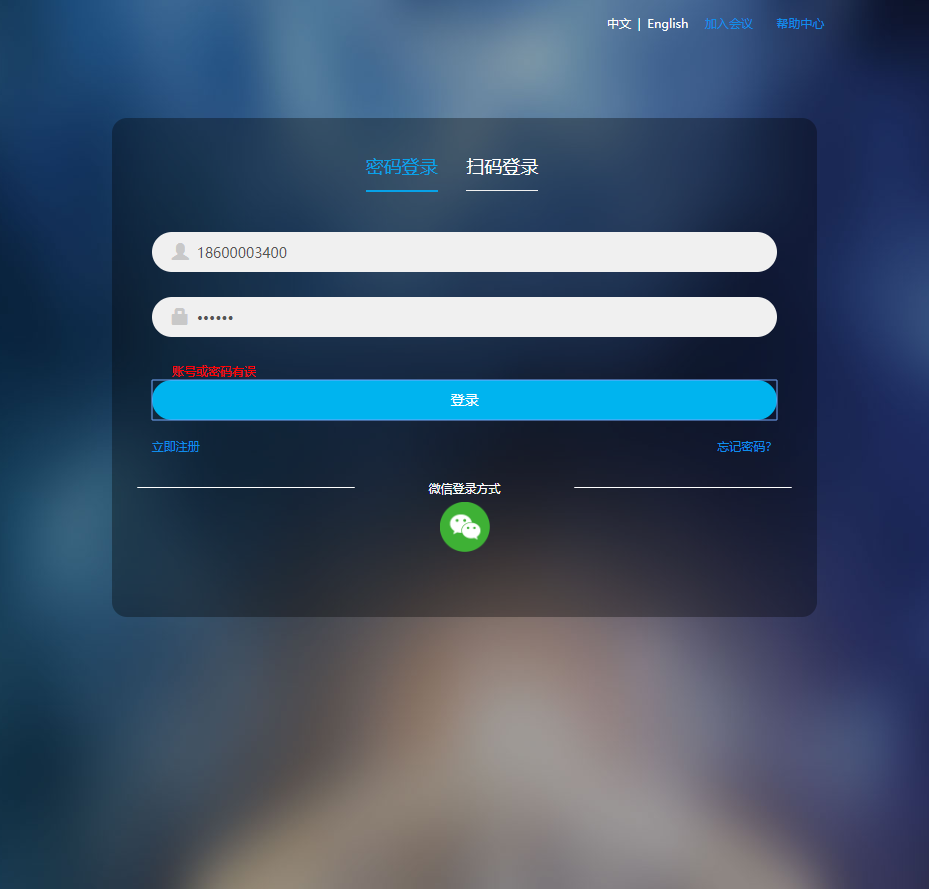 中文 | English 加入会议 帮助中心
密码登录 扫码登录
18600003400
••••••
账号或密码有误
登录
立即注册 忘记密码?
微信登录方式